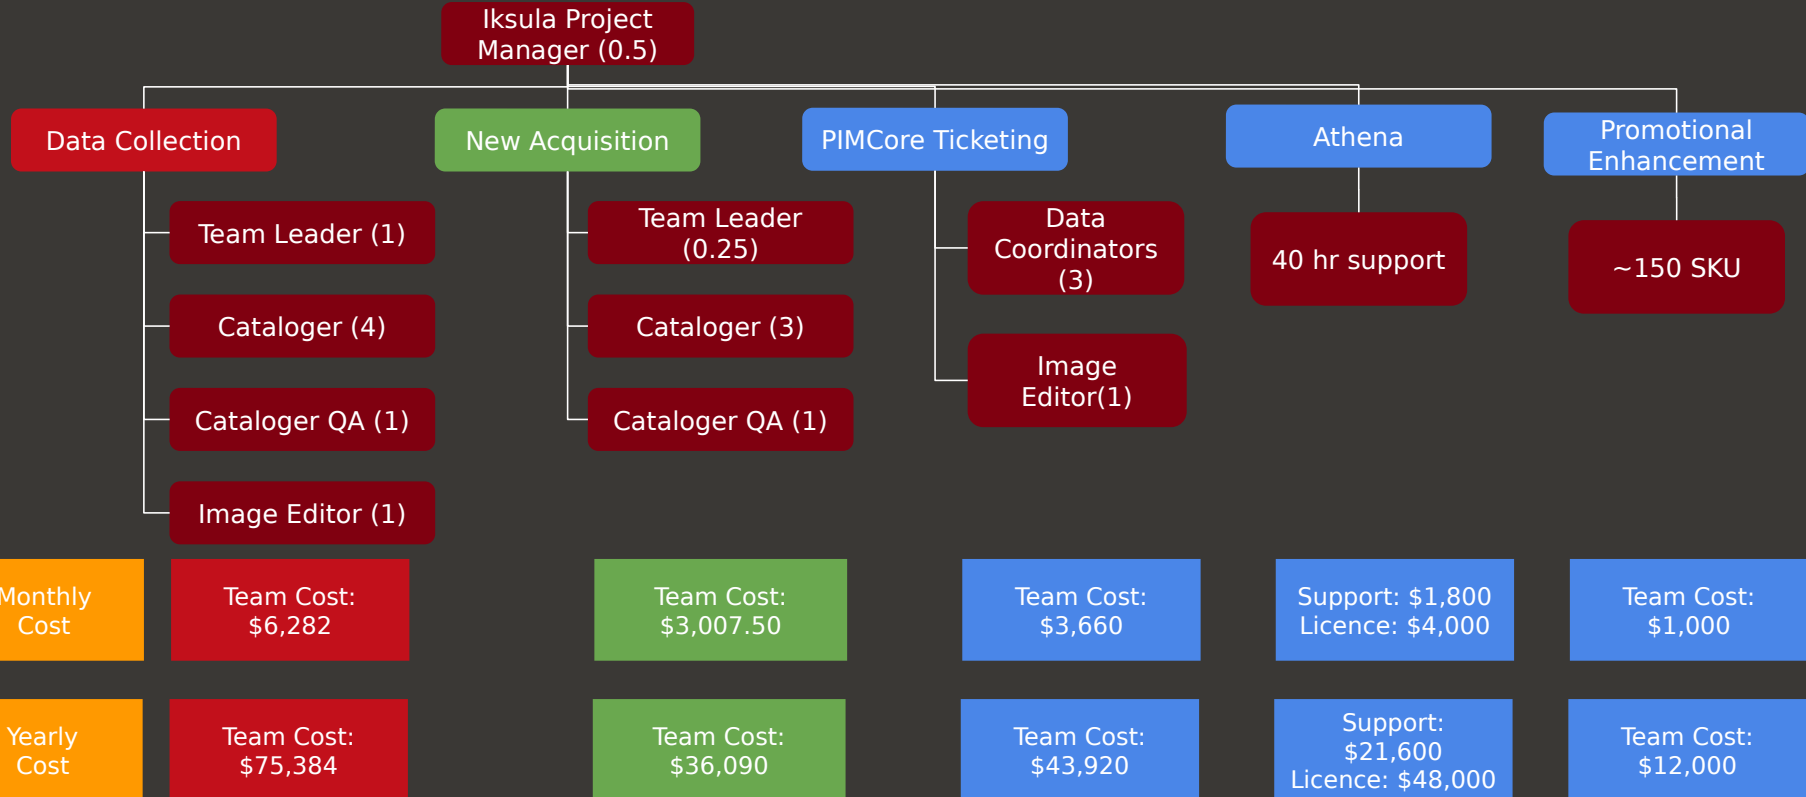 Iksula Project
Manager (0.5)
Data Collection
New Acquisition
PIMCore Ticketing
Athena
Promotional
Enhancement
Team Leader (1)
Cataloger (4)
Cataloger QA (1)
Image Editor (1)
Team Leader
(0.25)
Cataloger (3)
Cataloger QA (1)
Data
Coordinators
(3)
Image
Editor(1)
40 hr support
~150 SKU
Monthly
Cost
Team Cost:
$6,282
Team Cost:
$3,007.50
Team Cost:
$3,660
Support: $1,800
Licence: $4,000
Team Cost:
$1,000
Yearly
Cost
Team Cost:
$75,384
Team Cost:
$36,090
Team Cost:
$43,920
Support:
$21,600
Licence: $48,000
Team Cost:
$12,000